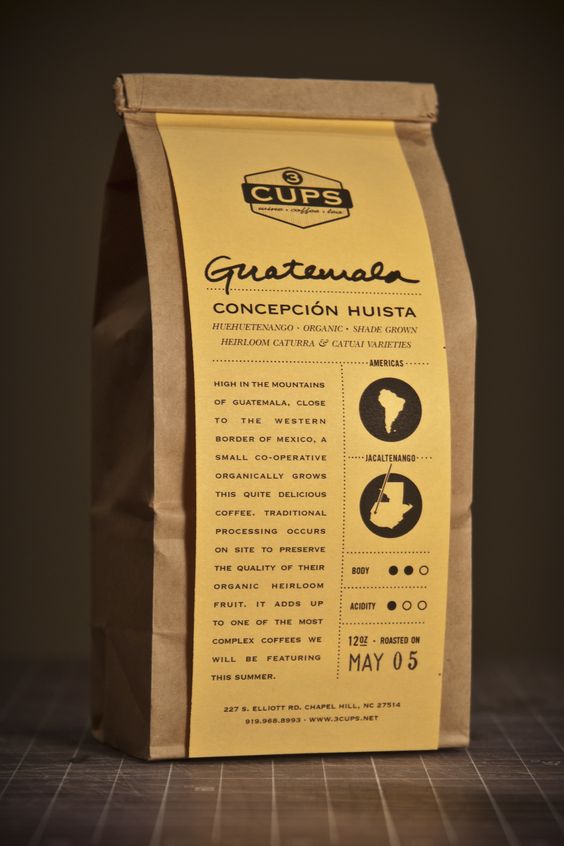 3
CUPS
wine • coffee • tea
Guatemala
CONCEPCIÓN HUISTA
HUEHUETENANGO • ORGANIC • SHADE GROWN
HEIRLOOM CATURRA & CATUAI VARIETIES
HIGH IN THE MOUNTAINS
OF GUATEMALA, CLOSE
TO THE WESTERN
BORDER OF MEXICO, A
SMALL CO-OPERATIVE
ORGANICALLY GROWS
THIS QUITE DELICIOUS
COFFEE. TRADITIONAL
PROCESSING OCCURS
ON SITE TO PRESERVE
THE QUALITY OF THEIR
ORGANIC HEIRLOOM
FRUIT. IT ADDS UP
TO ONE OF THE MOST
COMPLEX COFFEES WE
WILL BE FEATURING
THIS SUMMER.
AMERICAS
JACALTENANGO
BODY
ACIDITY
12oz • ROASTED ON
MAY 05
227 S. ELLIOTT RD. CHAPEL HILL, NC 27514
919.968.8993 • WWW.3CUPS.NET